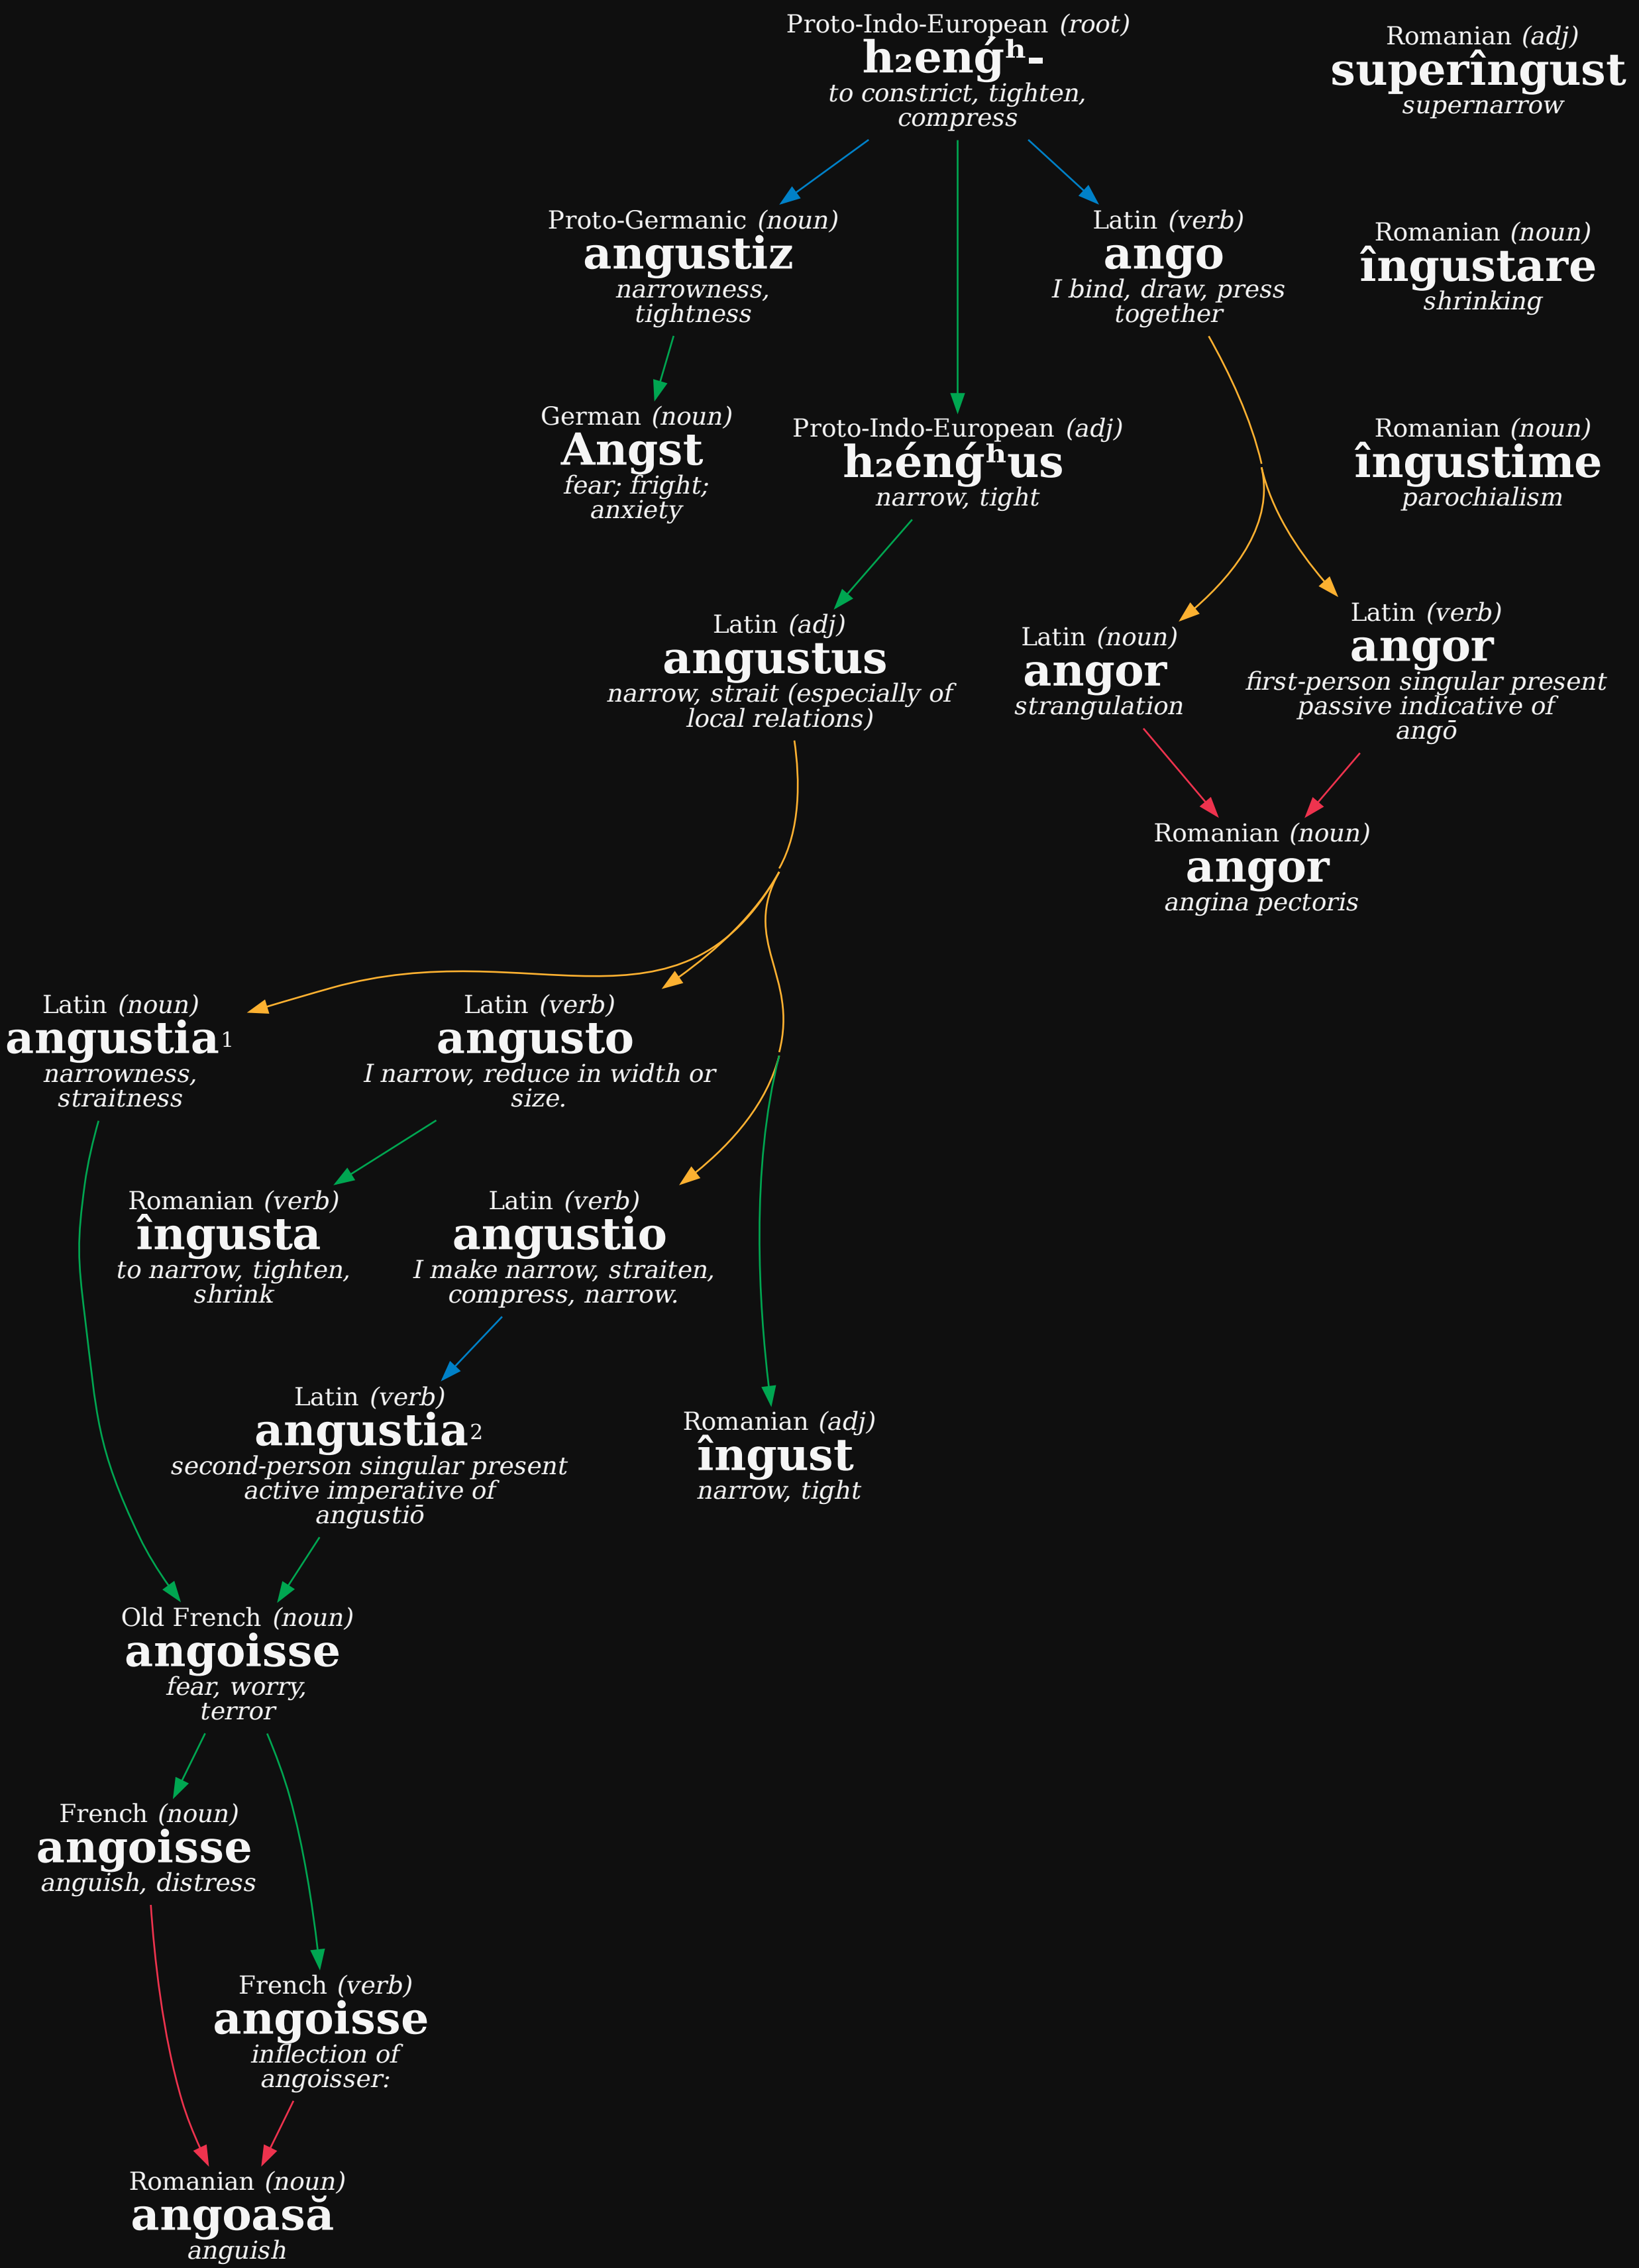 Proto-Indo-European (root)
h₂enǵʰ-
to constrict, tighten,
compress
Romanian (adj)
superîngust
supernarrow
Proto-Germanic (noun)
angustiz
narrowness,
tightness
Latin (verb)
ango
I bind, draw, press
together
Romanian (noun)
îngustare
shrinking
German (noun)
Angst
fear; fright;
anxiety
Proto-Indo-European (adj)
h₂énǵʰus
narrow, tight
Romanian (noun)
îngustime
parochialism
Latin (adj)
angustus
narrow, strait (especially of
local relations)
Latin (noun)
angor
strangulation
Latin (verb)
angor
first-person singular present
passive indicative of
angō
Romanian (noun)
angor
angina pectoris
Latin (noun)
angustia1
narrowness,
straitness
Latin (verb)
angusto
I narrow, reduce in width or
size.
Romanian (verb)
îngusta
to narrow, tighten,
shrink
Latin (verb)
angustio
I make narrow, straiten,
compress, narrow.
Latin (verb)
angustia2
second-person singular present
active imperative of
angustiō
Romanian (adj)
îngust
narrow, tight
Old French (noun)
angoisse
fear, worry,
terror
French (noun)
angoisse
anguish, distress
French (verb)
angoisse
inflection of
angoisser:
Romanian (noun)
angoasă
anguish